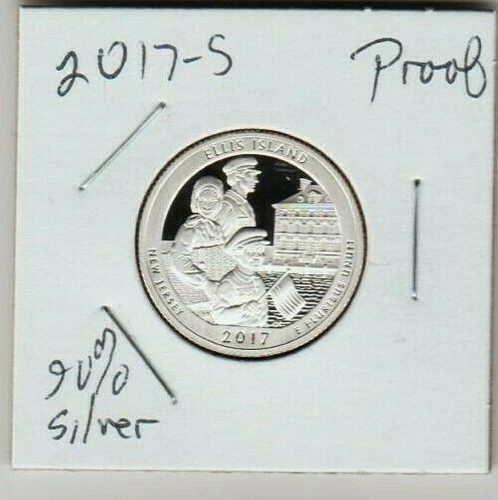 2017-S Proof
ELLIS ISLAND
NEW JERSEY
2017
E PLURIBUS UNUM
90%
silver